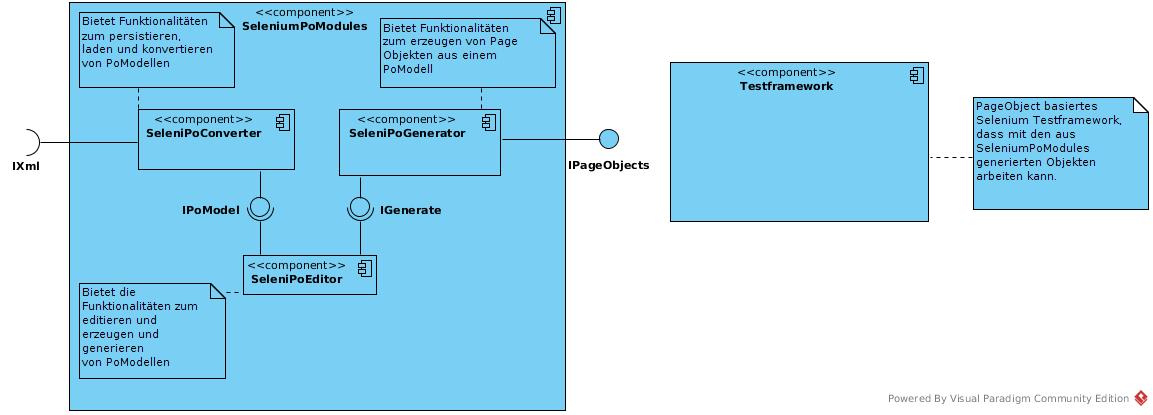 <<component>>
SeleniumPoModules
Bietet Funktionalitäten
zum persistieren,
laden und konvertieren
von PoModellen
Bietet Funktionalitäten
zum erzeugen von Page
Objekten aus einem
PoModell
<<component>>
SeleniPoConverter
<<component>>
SeleniPoGenerator
IXml
IPageObjects
IPoModel
IGenerate
<<component>>
SeleniPoEditor
Bietet die
Funktionalitäten zum
editieren und
erzeugen und
generieren
von PoModellen
<<component>>
Testframework
PageObject basiertes
Selenium Testframework,
dass mit den aus
SeleniumPoModules
generierten Objekten
arbeiten kann.
Powered By Visual Paradigm Community Edition